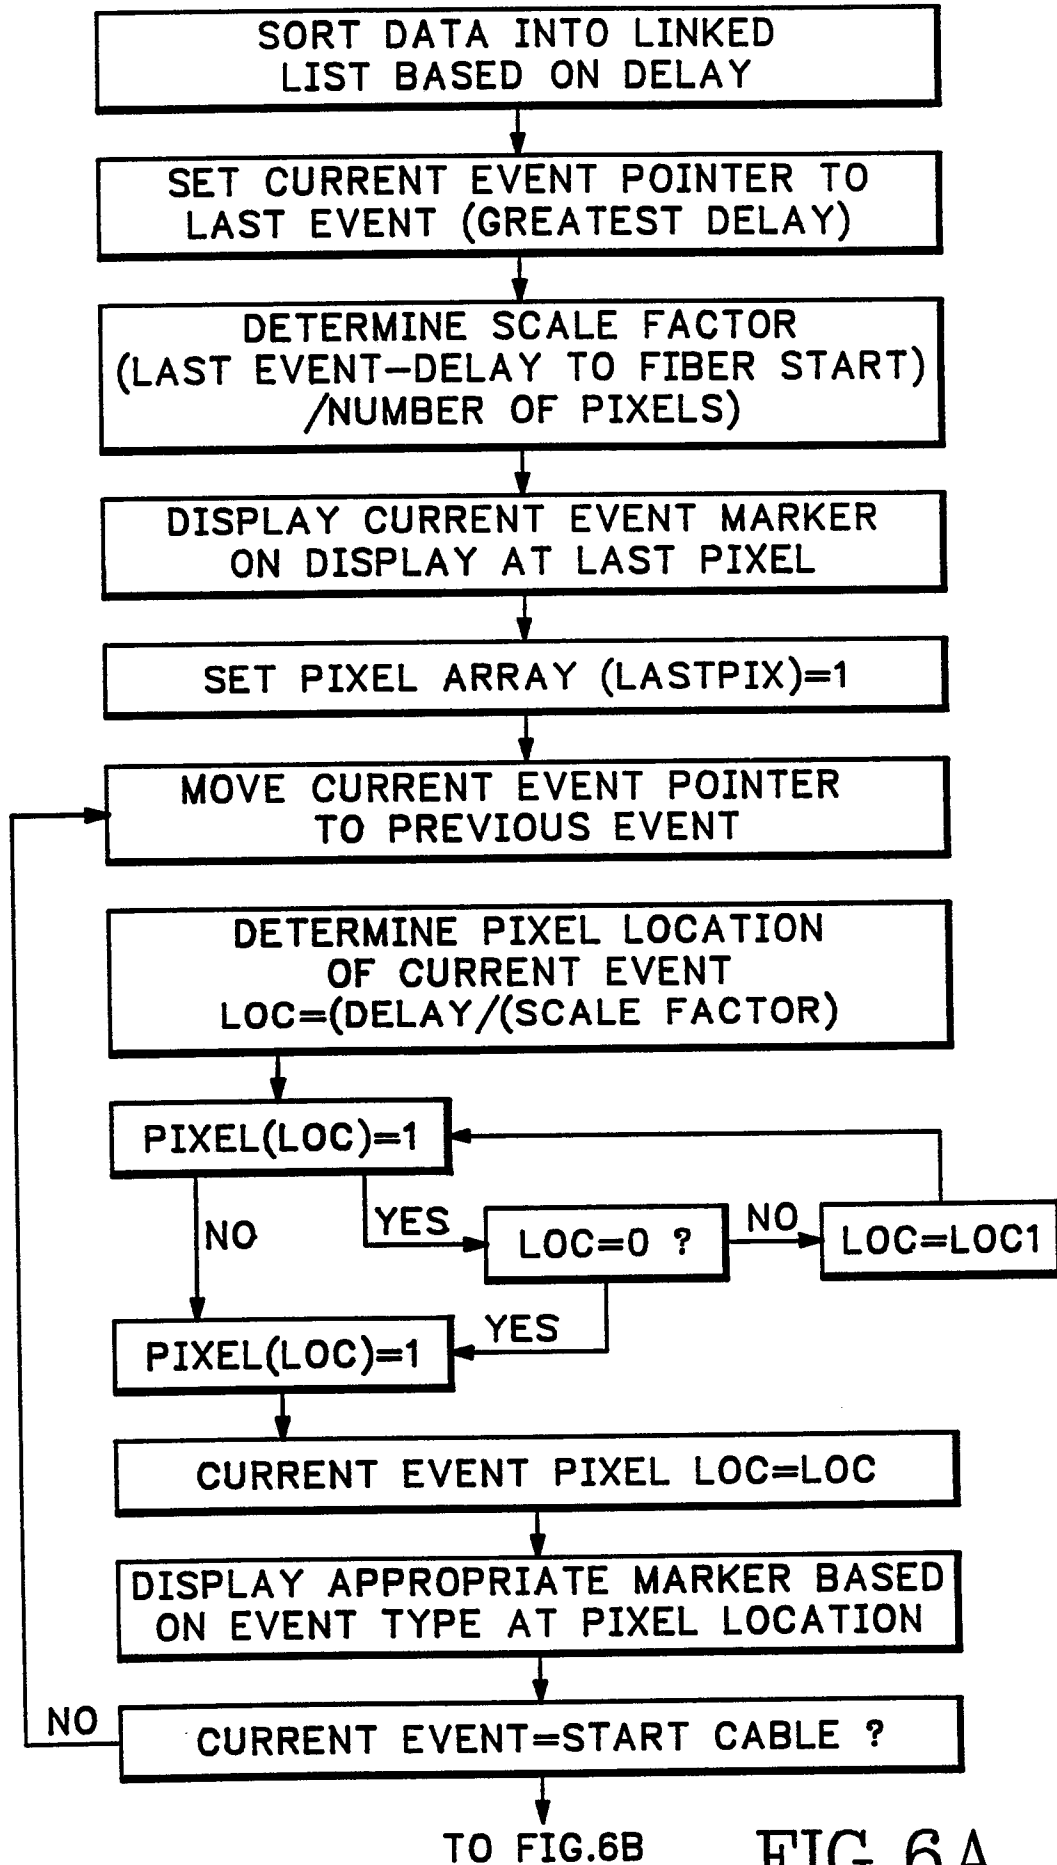 SORT DATA INTO LINKED
LIST BASED ON DELAY
SET CURRENT EVENT POINTER TO
LAST EVENT (GREATEST DELAY)
DETERMINE SCALE FACTOR
(LAST EVENT-DELAY TO FIBER START)
/NUMBER OF PIXELS)
DISPLAY CURRENT EVENT MARKER
ON DISPLAY AT LAST PIXEL
SET PIXEL ARRAY (LASTPIX)=1
MOVE CURRENT EVENT POINTER
TO PREVIOUS EVENT
DETERMINE PIXEL LOCATION
OF CURRENT EVENT
LOC=(DELAY/(SCALE FACTOR)
PIXEL(LOC)=1
NO
YES
LOC=0 ?
NO
LOC=LOC1
YES
PIXEL(LOC)=1
CURRENT EVENT PIXEL LOC=LOC
DISPLAY APPROPRIATE MARKER BASED
ON EVENT TYPE AT PIXEL LOCATION
NO
CURRENT EVENT=START CABLE ?
TO FIG.6B
FIG. 6A